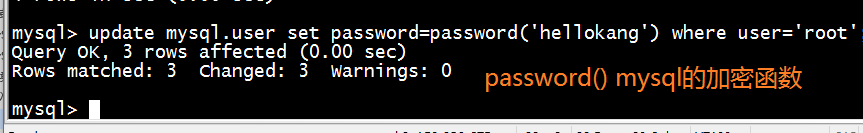 mysql> update mysql.user set password=password('hellokang') where user='root'
Query OK, 3 rows affected (0.00 sec)
Rows matched: 3  Changed: 3  Warnings: 0
password() mysql的加密函数
mysql>